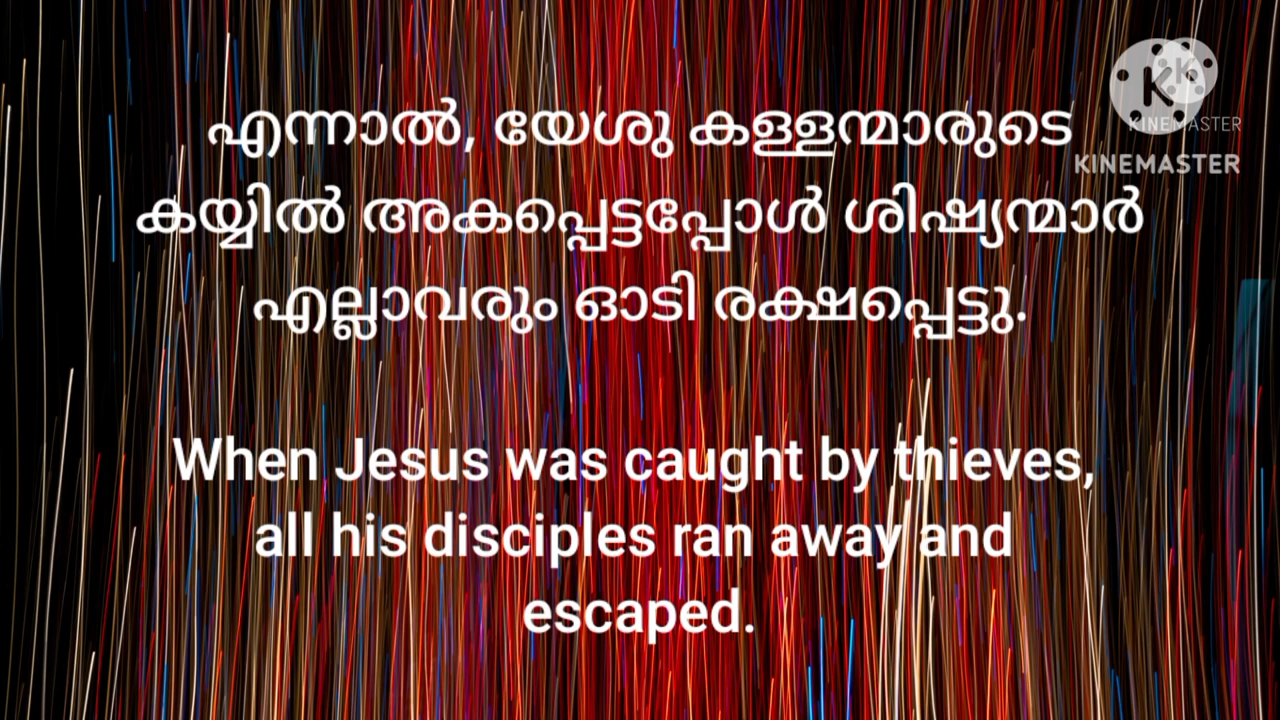 എന്നാൽ, യേശു കള്ളന്മാരുടെ
കയ്യിൽ അകപ്പെട്ടപ്പോൾ ശിഷ്യന്മാർ
എല്ലാവരും ഓടി രക്ഷപ്പെട്ടു.
When Jesus was caught by thieves,
all his disciples ran away and
escaped.
K K
KINEMASTER
KINEMASTER